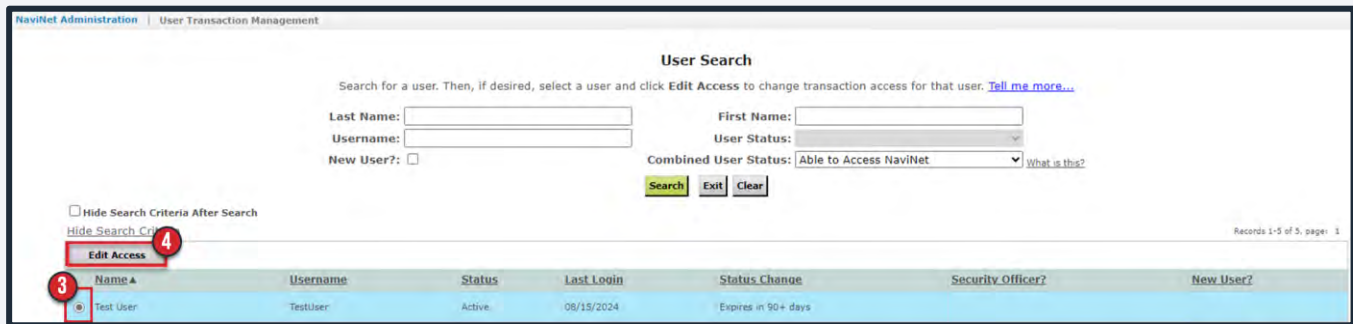 NaviNet Administration | User Transaction Management
User Search
Search for a user. Then, if desired, select a user and click Edit Access to change transaction access for that user. Tell me more...
Last Name: First Name:
Username: User Status:
New User?: Combined User Status: Able to Access NaviNet What is this?
Search Exit Clear
Hide Search Criteria After Search
Hide Search Cri
Records 1-5 of 5, page: 1
4
Edit Access
3
Name▲ Username Status Last Login Status Change Security Officer? New User?
Test User TestUser Active 08/15/2024 Expires in 90+ days